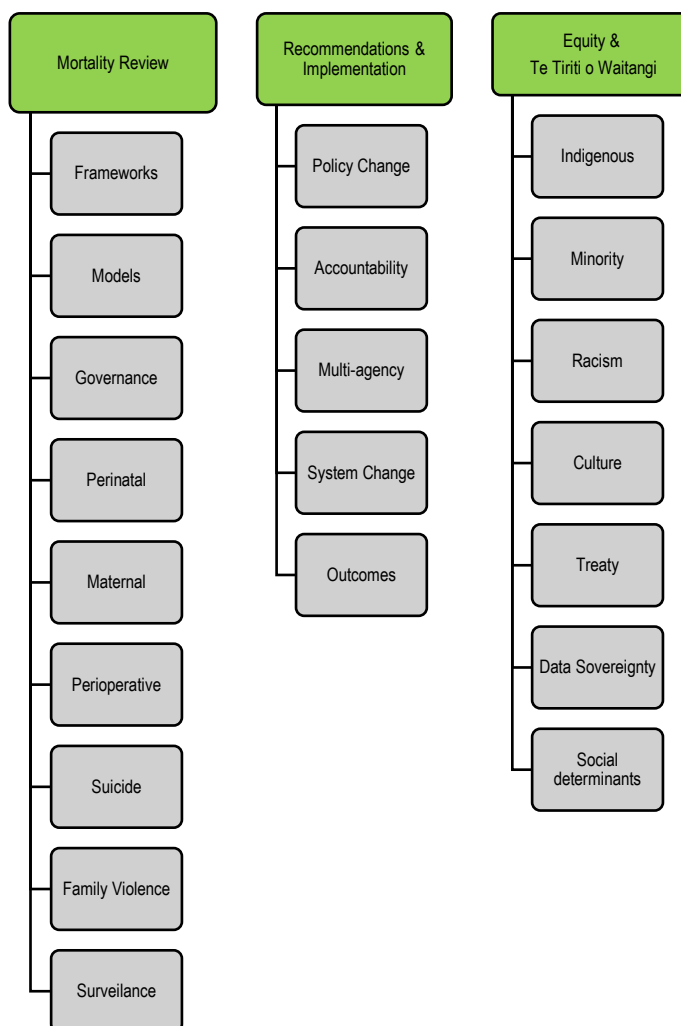 Mortality Review
Frameworks
Models
Governance
Perinatal
Maternal
Perioperative
Suicide
Family Violence
Surveilance
Recommendations &
Implementation
Policy Change
Accountability
Multi-agency
System Change
Outcomes
Equity &
Te Tiriti o Waitangi
Indigenous
Minority
Racism
Culture
Treaty
Data Sovereignty
Social
determinants